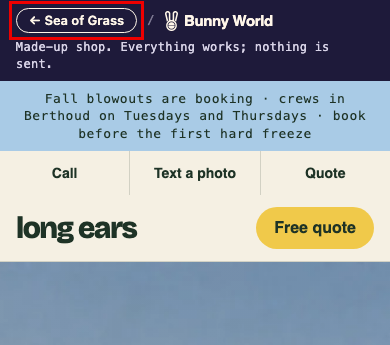 ← Sea of Grass / Bunny World
Made-up shop. Everything works; nothing is
sent.
Fall blowouts are booking · crews in
Berthoud on Tuesdays and Thursdays · book
before the first hard freeze
Call Text a photo Quote
long ears Free quote